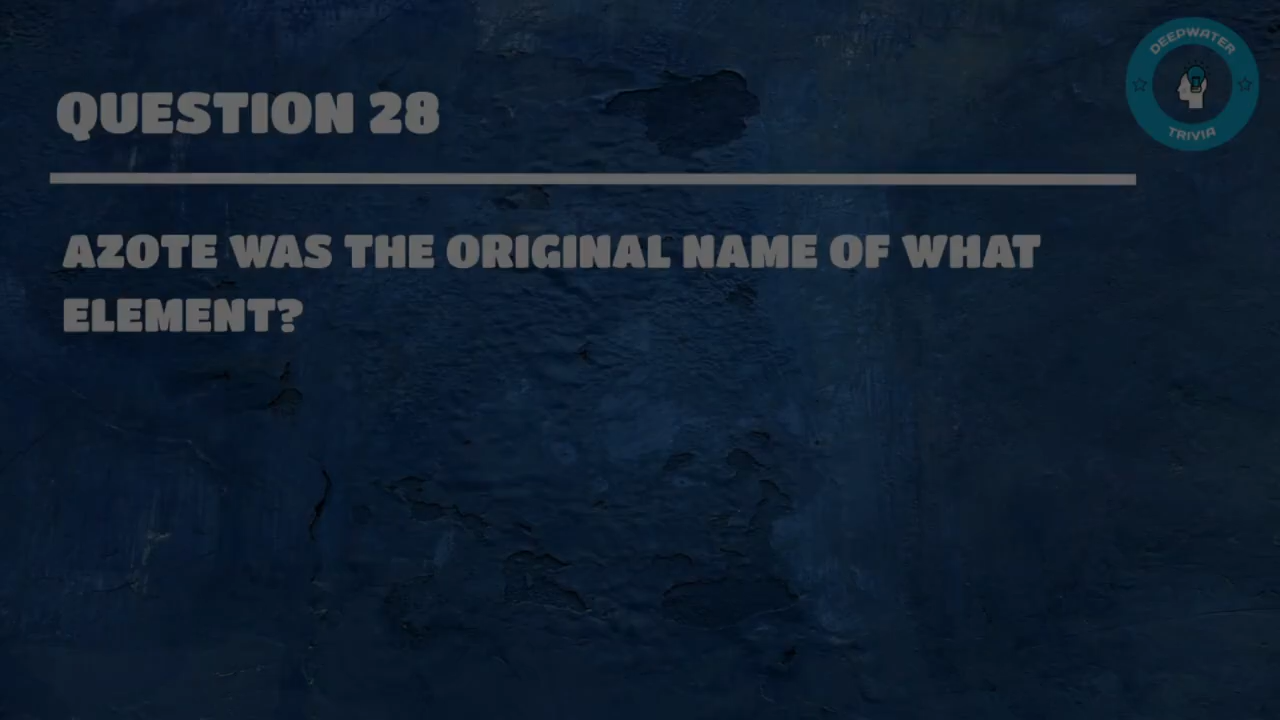 DEEPWATER
TRIVIA
QUESTION 28
AZOTE WAS THE ORIGINAL NAME OF WHAT
ELEMENT?